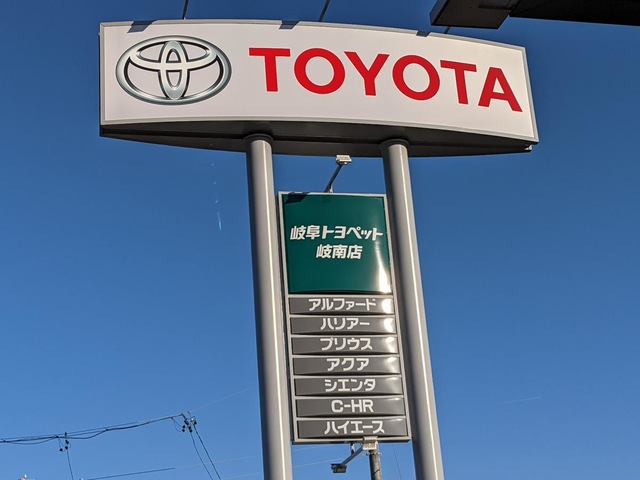 TOYOTA
岐阜トヨペット
岐南店
アルファード
ハリアー
プリウス
アクア
シエンタ
C-HR
ハイエース